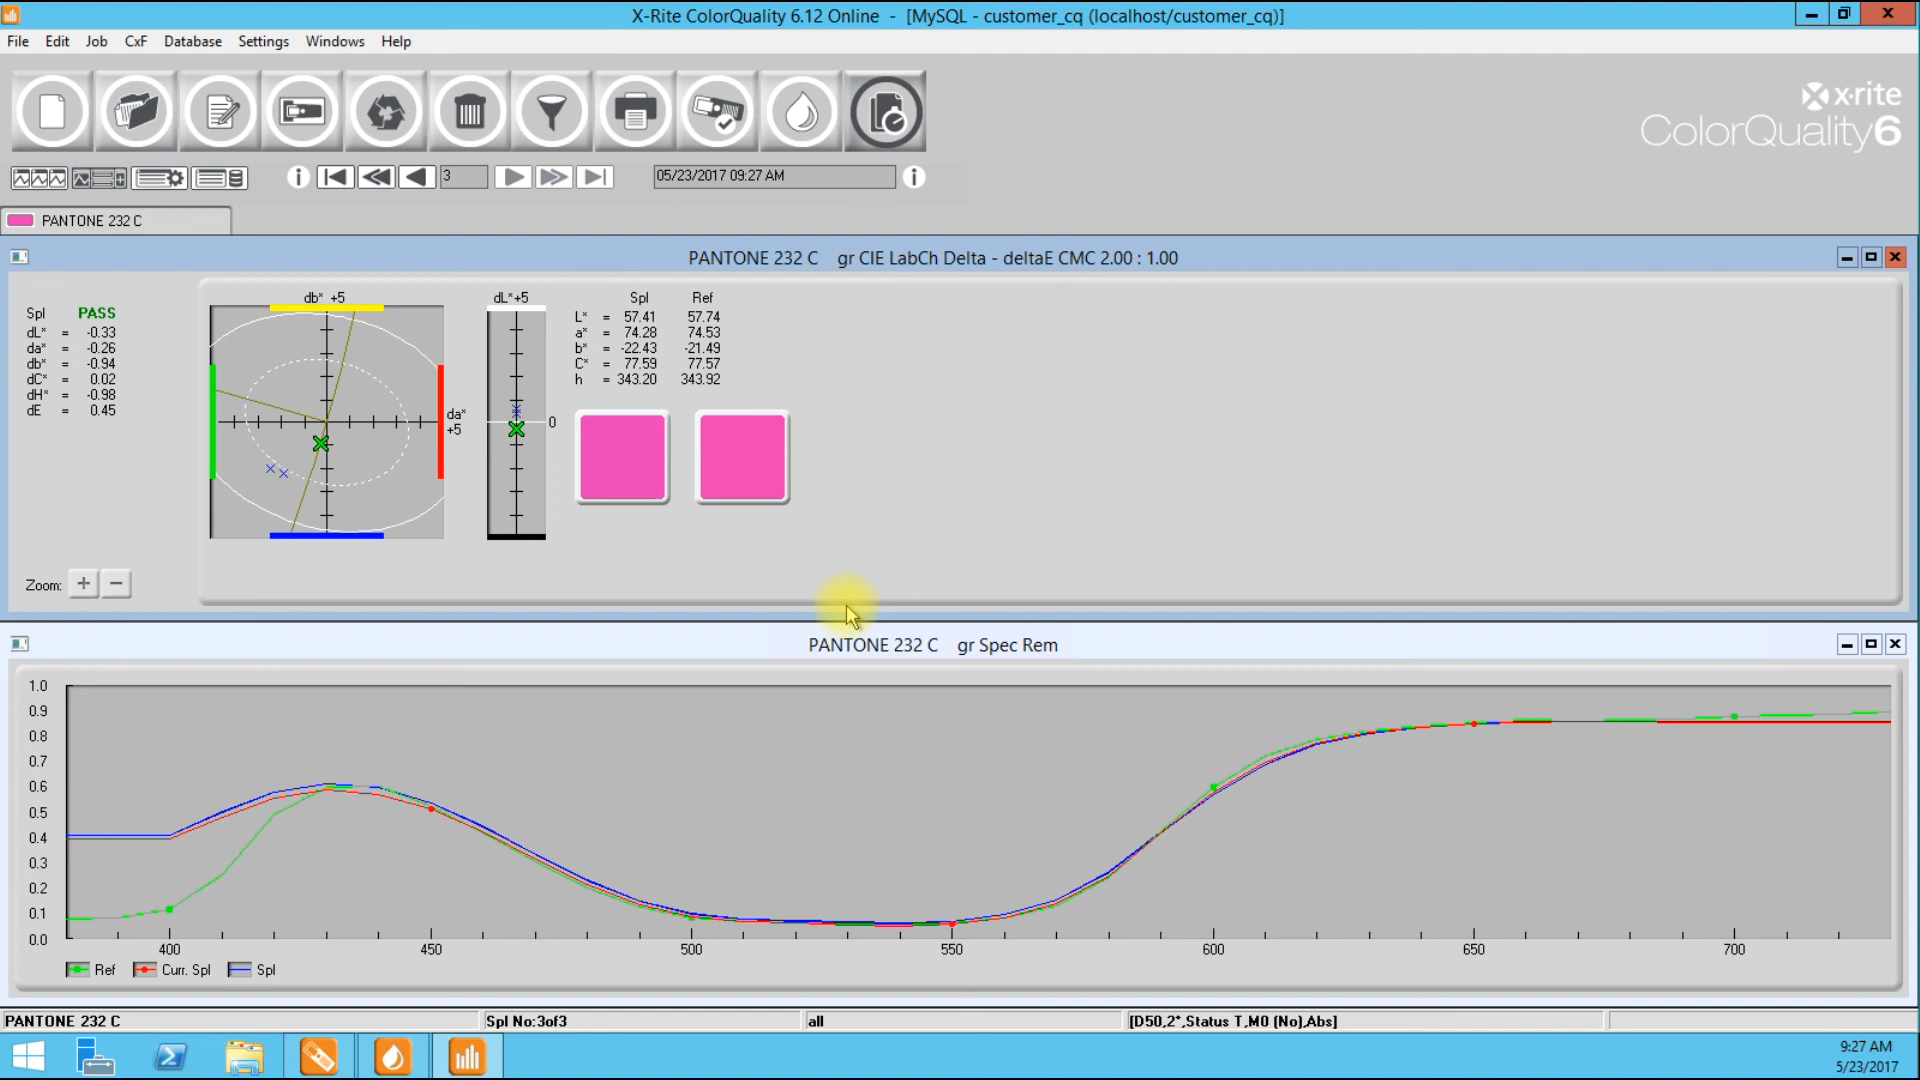 X-Rite ColorQuality 6.12 Online - [MySQL - customer_cq (localhost/customer_cq)]
File Edit Job CxF Database Settings Windows Help
x·rite
ColorQuality6
3 05/23/2017 09:27 AM
PANTONE 232 C
PANTONE 232 C gr CIE LabCh Delta - deltaE CMC 2.00 : 1.00
db* +5 dL*+5 Spl Ref
Spl PASS
L* = 57.41 57.74
dL* = -0.33
a* = 74.28 74.53
da* = -0.26
b* = -22.43 -21.49
db* = -0.94
C* = 77.59 77.57
dC* = 0.02
h = 343.20 343.92
dH* = -0.98
dE = 0.45
da*
+5
0
Zoom: + -
PANTONE 232 C gr Spec Rem
1.0
0.9
0.8
0.7
0.6
0.5
0.4
0.3
0.2
0.1
0.0
400 450 500 550 600 650 700
Ref Curr. Spl Spl
PANTONE 232 C Spl No:3of3 all [D50,2*,Status T,M0 (No),Abs]
9:27 AM
5/23/2017